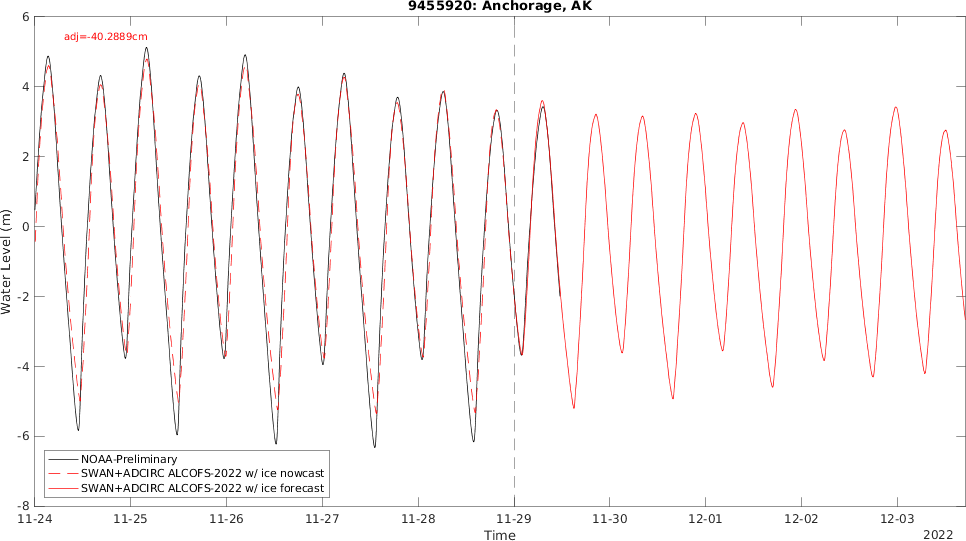 9455920: Anchorage, AK
adj=-40.2889cm
6
4
2
0
-2
-4
-6
-8
Water Level (m)
NOAA-Preliminary
SWAN+ADCIRC ALCOFS-2022 w/ ice nowcast
SWAN+ADCIRC ALCOFS-2022 w/ ice forecast
11-24 11-25 11-26 11-27 11-28 11-29 11-30 12-01 12-02 12-03
Time
2022